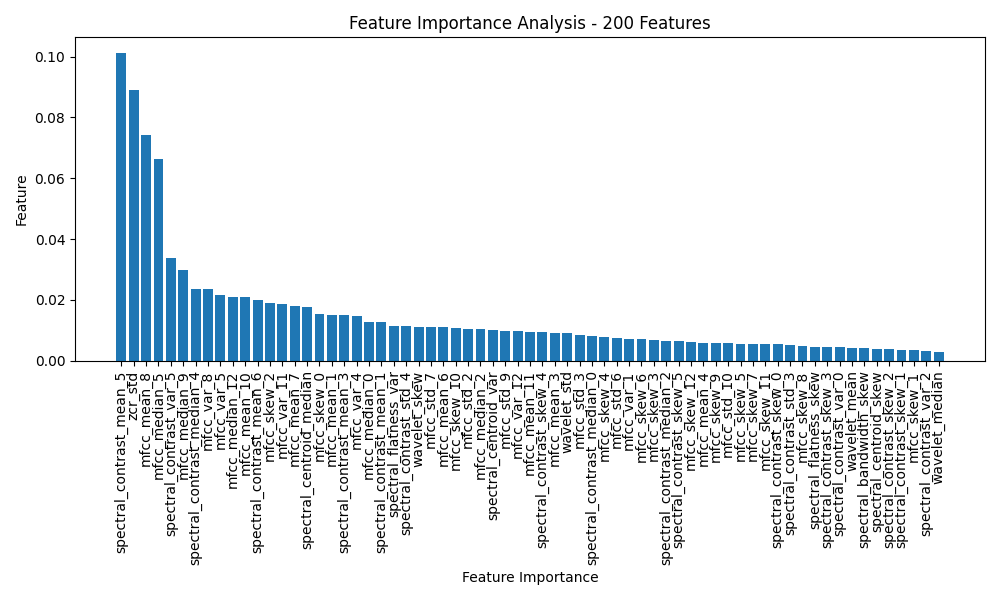 Feature Importance Analysis - 200 Features
Feature
0.10
0.08
0.06
0.04
0.02
0.00
spectral_contrast_mean_5
zcr_std
mfcc_mean_8
mfcc_median_5
spectral_contrast_var_5
mfcc_median_9
spectral_contrast_median_4
mfcc_var_8
mfcc_var_5
mfcc_median_12
mfcc_mean_10
spectral_contrast_mean_6
mfcc_skew_2
mfcc_var_11
mfcc_mean_7
spectral_centroid_median
mfcc_skew_0
mfcc_mean_1
spectral_contrast_mean_3
mfcc_var_4
mfcc_median_0
spectral_contrast_mean_1
spectral_flatness_var
spectral_contrast_std_4
wavelet_skew
mfcc_std_7
mfcc_mean_6
mfcc_skew_10
mfcc_std_2
mfcc_median_2
spectral_centroid_var
mfcc_std_9
mfcc_var_12
mfcc_mean_11
spectral_contrast_skew_4
mfcc_mean_3
wavelet_std
mfcc_std_3
spectral_contrast_median_0
mfcc_skew_4
mfcc_std_6
mfcc_var_1
mfcc_skew_6
mfcc_skew_3
spectral_contrast_median_2
spectral_contrast_skew_5
mfcc_skew_12
mfcc_mean_4
mfcc_skew_9
mfcc_std_10
mfcc_skew_5
mfcc_skew_7
mfcc_skew_11
spectral_contrast_skew_0
spectral_contrast_std_3
mfcc_skew_8
spectral_flatness_skew
spectral_contrast_skew_3
spectral_contrast_var_0
wavelet_mean
spectral_bandwidth_skew
spectral_centroid_skew
spectral_contrast_skew_2
spectral_contrast_skew_1
mfcc_skew_1
spectral_contrast_var_2
wavelet_median
Feature Importance